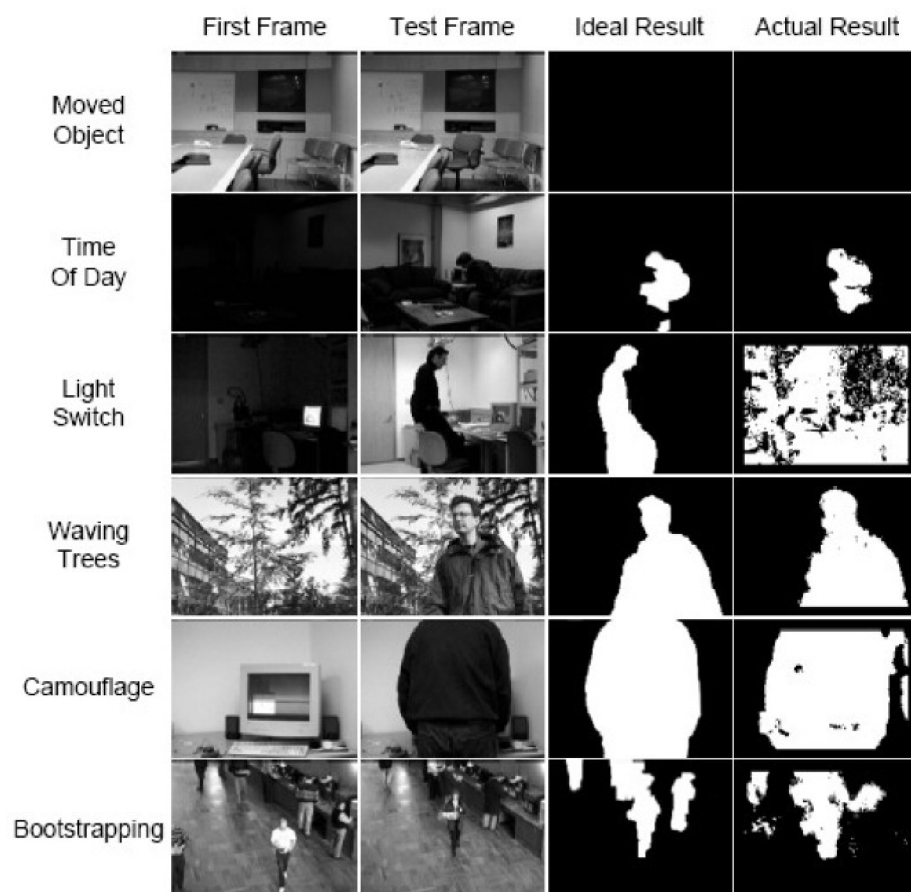 First Frame Test Frame Ideal Result Actual Result
Moved
Object
Time
Of Day
Light
Switch
Waving
Trees
Camouflage
Bootstrapping